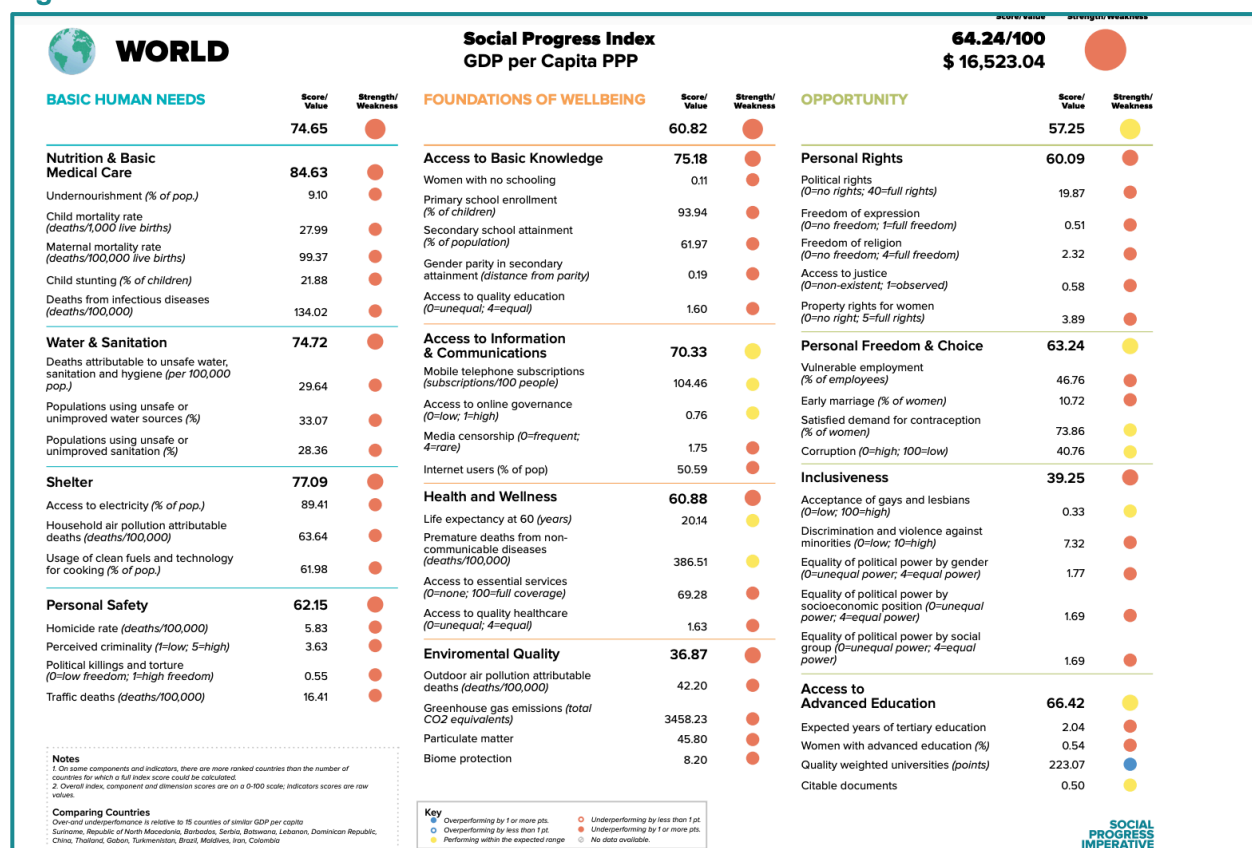 Score/Value Strength/Weakness
WORLD
Social Progress Index 64.24/100
GDP per Capita PPP $ 16,523.04
BASIC HUMAN NEEDS Score/ Strength/
Value Weakness
74.65
Nutrition & Basic
Medical Care 84.63
Undernourishment (% of pop.) 9.10
Child mortality rate
(deaths/1,000 live births) 27.99
Maternal mortality rate
(deaths/100,000 live births) 99.37
Child stunting (% of children) 21.88
Deaths from infectious diseases
(deaths/100,000) 134.02
Water & Sanitation 74.72
Deaths attributable to unsafe water,
sanitation and hygiene (per 100,000
pop.) 29.64
Populations using unsafe or
unimproved water sources (%) 33.07
Populations using unsafe or
unimproved sanitation (%) 28.36
Shelter 77.09
Access to electricity (% of pop.) 89.41
Household air pollution attributable
deaths (deaths/100,000) 63.64
Usage of clean fuels and technology
for cooking (% of pop.) 61.98
Personal Safety 62.15
Homicide rate (deaths/100,000) 5.83
Perceived criminality (1=low; 5=high) 3.63
Political killings and torture
(0=low freedom; 1=high freedom) 0.55
Traffic deaths (deaths/100,000) 16.41
Notes
1. On some components and indicators, there are more ranked countries than the number of
countries for which a full index score could be calculated.
2. Overall index, component and dimension scores are on a 0-100 scale; indicators scores are raw
values.
Comparing Countries
Over-and underperfomance is relative to 15 counties of similar GDP per capita
Suriname, Republic of North Macedonia, Barbados, Serbia, Botswana, Lebanon, Dominican Republic,
China, Thailand, Gabon, Turkmenistan, Brazil, Maldives, Iran, Colombia
FOUNDATIONS OF WELLBEING Score/ Strength/
Value Weakness
60.82
Access to Basic Knowledge 75.18
Women with no schooling 0.11
Primary school enrollment
(% of children) 93.94
Secondary school attainment
(% of population) 61.97
Gender parity in secondary
attainment (distance from parity) 0.19
Access to quality education
(0=unequal; 4=equal) 1.60
Access to Information
& Communications 70.33
Mobile telephone subscriptions
(subscriptions/100 people) 104.46
Access to online governance
(0=low; 1=high) 0.76
Media censorship (0=frequent;
4=rare) 1.75
Internet users (% of pop) 50.59
Health and Wellness 60.88
Life expectancy at 60 (years) 20.14
Premature deaths from non-
communicable diseases
(deaths/100,000) 386.51
Access to essential services
(0=none; 100=full coverage) 69.28
Access to quality healthcare
(0=unequal; 4=equal) 1.63
Enviromental Quality 36.87
Outdoor air pollution attributable
deaths (deaths/100,000) 42.20
Greenhouse gas emissions (total
CO2 equivalents) 3458.23
Particulate matter 45.80
Biome protection 8.20
Key
Overperforming by 1 or more pts. Underperforming by less than 1 pt.
Overperforming by less than 1 pt. Underperforming by 1 or more pts.
Performing within the expected range No data available.
OPPORTUNITY Score/ Strength/
Value Weakness
57.25
Personal Rights 60.09
Political rights
(0=no rights; 40=full rights) 19.87
Freedom of expression
(0=no freedom; 1=full freedom) 0.51
Freedom of religion
(0=no freedom; 4=full freedom) 2.32
Access to justice
(0=non-existent; 1=observed) 0.58
Property rights for women
(0=no right; 5=full rights) 3.89
Personal Freedom & Choice 63.24
Vulnerable employment
(% of employees) 46.76
Early marriage (% of women) 10.72
Satisfied demand for contraception
(% of women) 73.86
Corruption (0=high; 100=low) 40.76
Inclusiveness 39.25
Acceptance of gays and lesbians
(0=low; 100=high) 0.33
Discrimination and violence against
minorities (0=low; 10=high) 7.32
Equality of political power by gender
(0=unequal power; 4=equal power) 1.77
Equality of political power by
socioeconomic position (0=unequal
power; 4=equal power) 1.69
Equality of political power by social
group (0=unequal power; 4=equal
power) 1.69
Access to
Advanced Education 66.42
Expected years of tertiary education 2.04
Women with advanced education (%) 0.54
Quality weighted universities (points) 223.07
Citable documents 0.50
SOCIAL
PROGRESS
IMPERATIVE